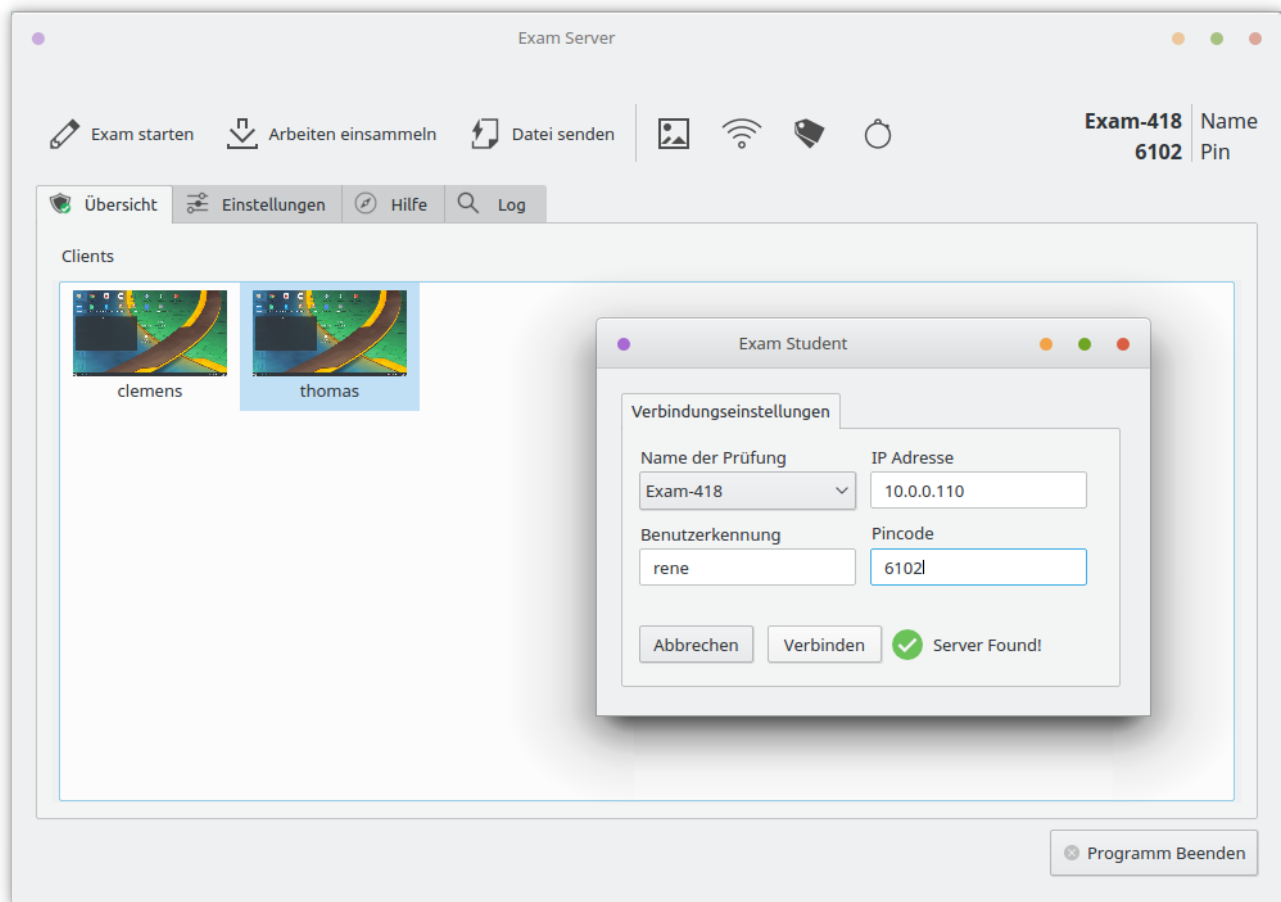 Exam Server
Exam starten
Arbeiten einsammeln
Datei senden
Exam-418 Name
6102 Pin
Übersicht
Einstellungen
Hilfe
Log
Clients
clemens
thomas
Exam Student
Verbindungseinstellungen
Name der Prüfung
IP Adresse
Exam-418
10.0.0.110
Benutzerkennung
Pincode
rene
6102
Abbrechen
Verbinden
Server Found!
Programm Beenden